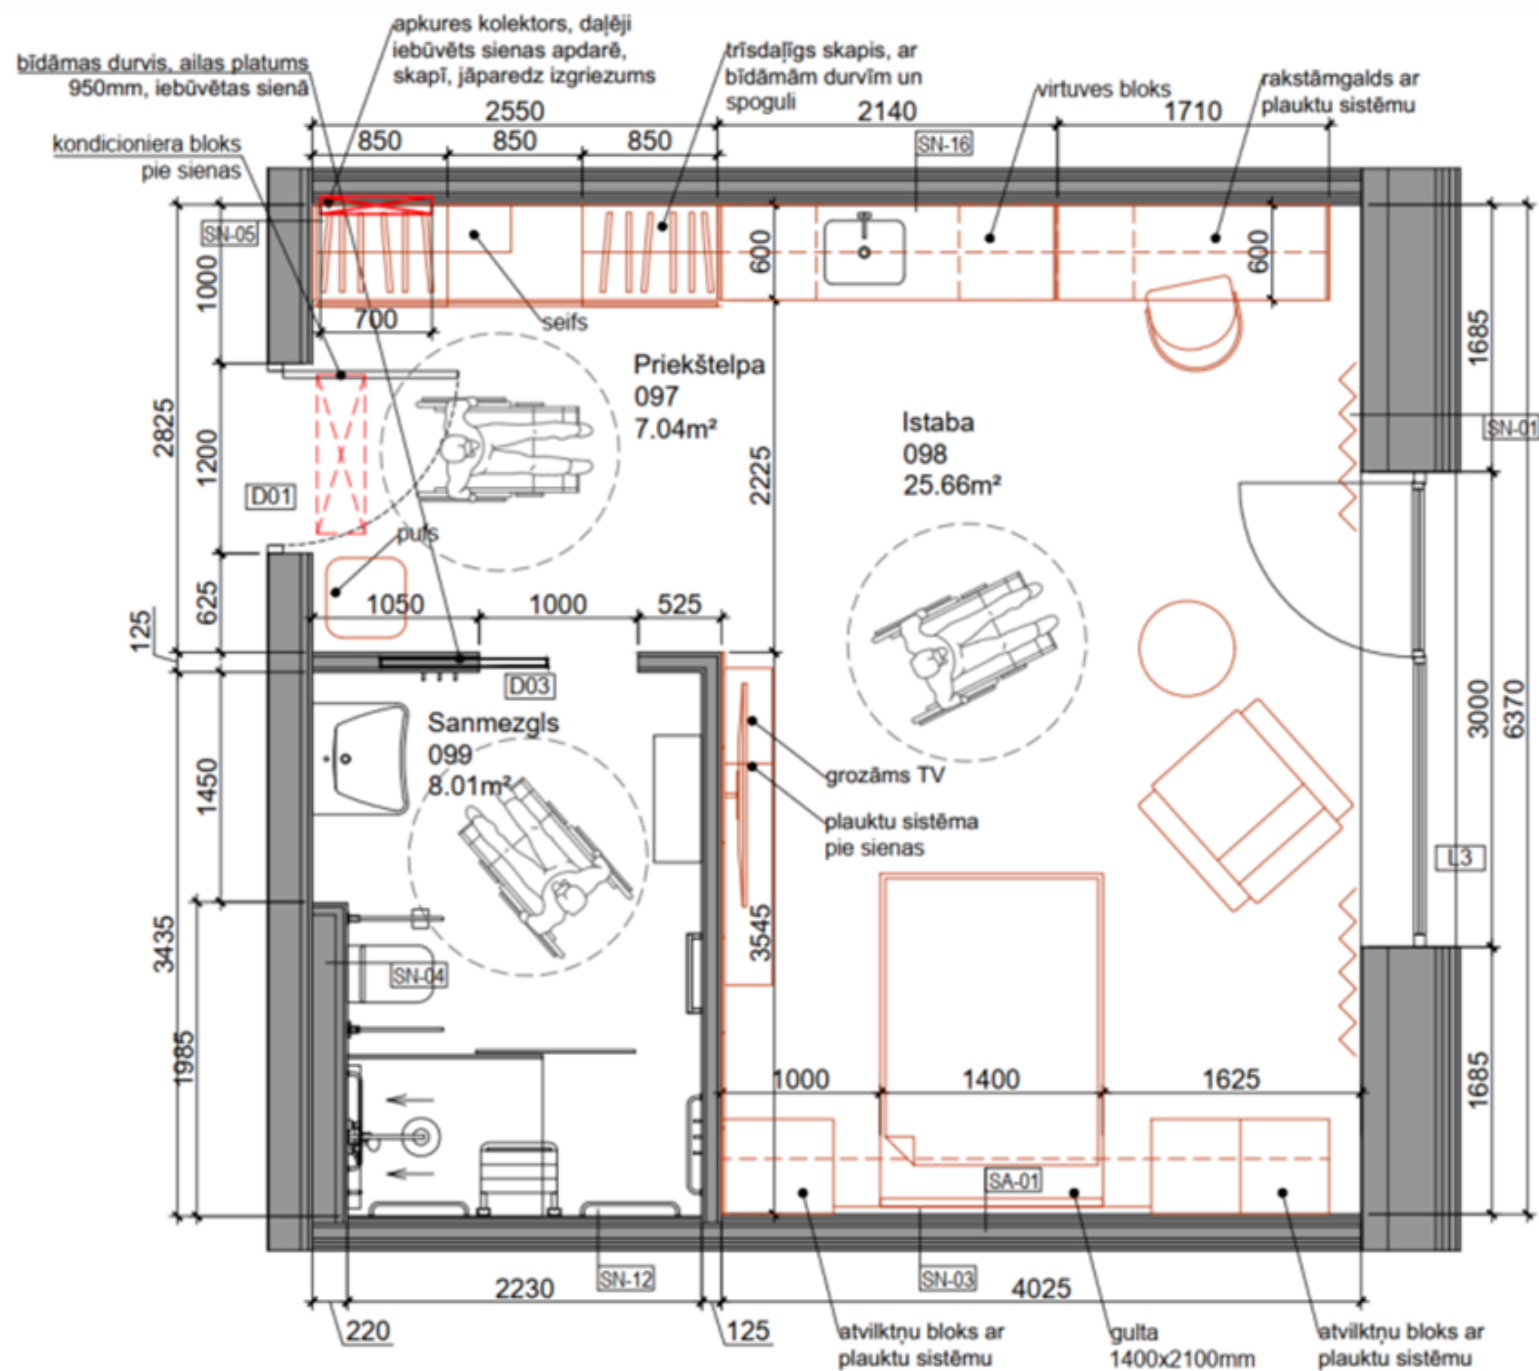 apkures kolektors, daļēji
iebūvēts sienas apdarē,
skapī, jāparedz izgriezums
bīdāmas durvis, ailas platums
950mm, iebūvētas sienā
trīsdaļīgs skapis, ar
bīdāmām durvīm un
spoguli
virtuves bloks
rakstāmgalds ar
plauktu sistēmu
kondicioniera bloks
pie sienas
2550
2140
1710
850
850
850
SN-16
SN-05
1000
600
600
700
seifs
1685
Priekštelpa
097
7.04m²
Istaba
098
25.66m²
SN-01
2825
1200
2225
D01
pufs
625
1050
1000
525
125
D03
Sanmezgls
099
8.01m²
3000
6370
1450
grozāms TV
plauktu sistēma
pie sienas
L3
3435
3545
SN-04
1985
1000
1400
1625
1685
SA-01
SN-12
SN-03
2230
4025
220
125
atvilktņu bloks ar
plauktu sistēmu
gulta
1400x2100mm
atvilktņu bloks ar
plauktu sistēmu